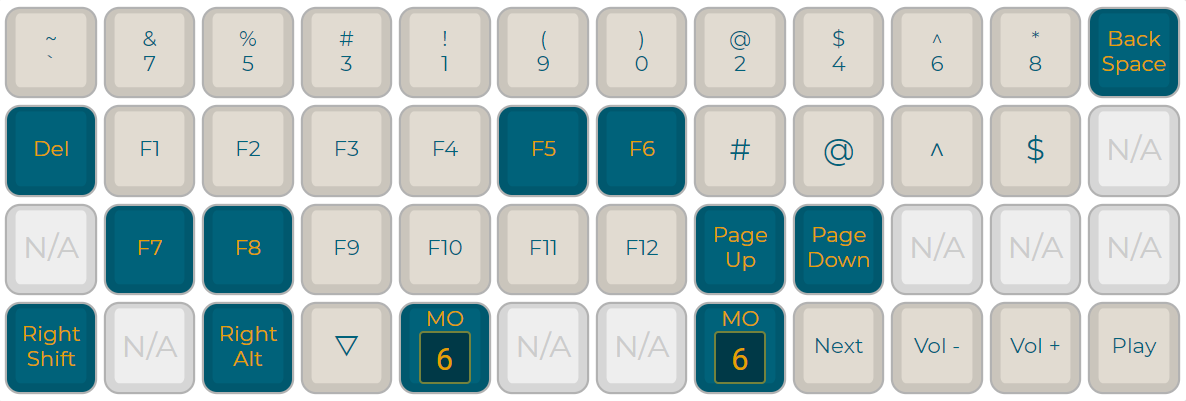 ~ & % # ! ( ) @ $ ^ * Back
` 7 5 3 1 9 0 2 4 6 8 Space
Del F1 F2 F3 F4 F5 F6 # @ ^ $ N/A
N/A F7 F8 F9 F10 F11 F12 Page Page N/A N/A N/A
Up Down
Right N/A Right ▽ MO N/A N/A MO Next Vol - Vol + Play
Shift Alt 6 6